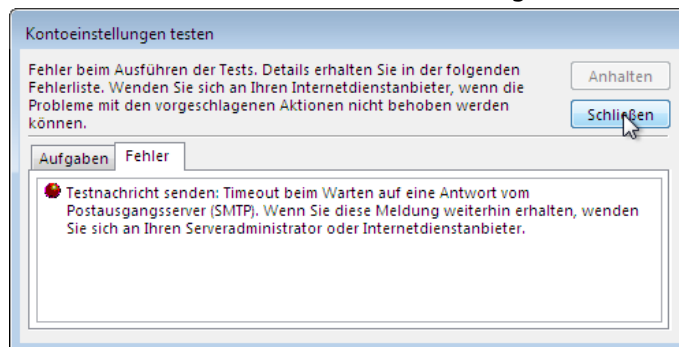 Kontoeinstellungen testen
Fehler beim Ausführen der Tests. Details erhalten Sie in der folgenden
Fehlerliste. Wenden Sie sich an Ihren Internetdienstanbieter, wenn die
Probleme mit den vorgeschlagenen Aktionen nicht behoben werden
können.
Anhalten
Schließen
Aufgaben Fehler
Testnachricht senden: Timeout beim Warten auf eine Antwort vom
Postausgangsserver (SMTP). Wenn Sie diese Meldung weiterhin erhalten, wenden
Sie sich an Ihren Serveradministrator oder Internetdienstanbieter.